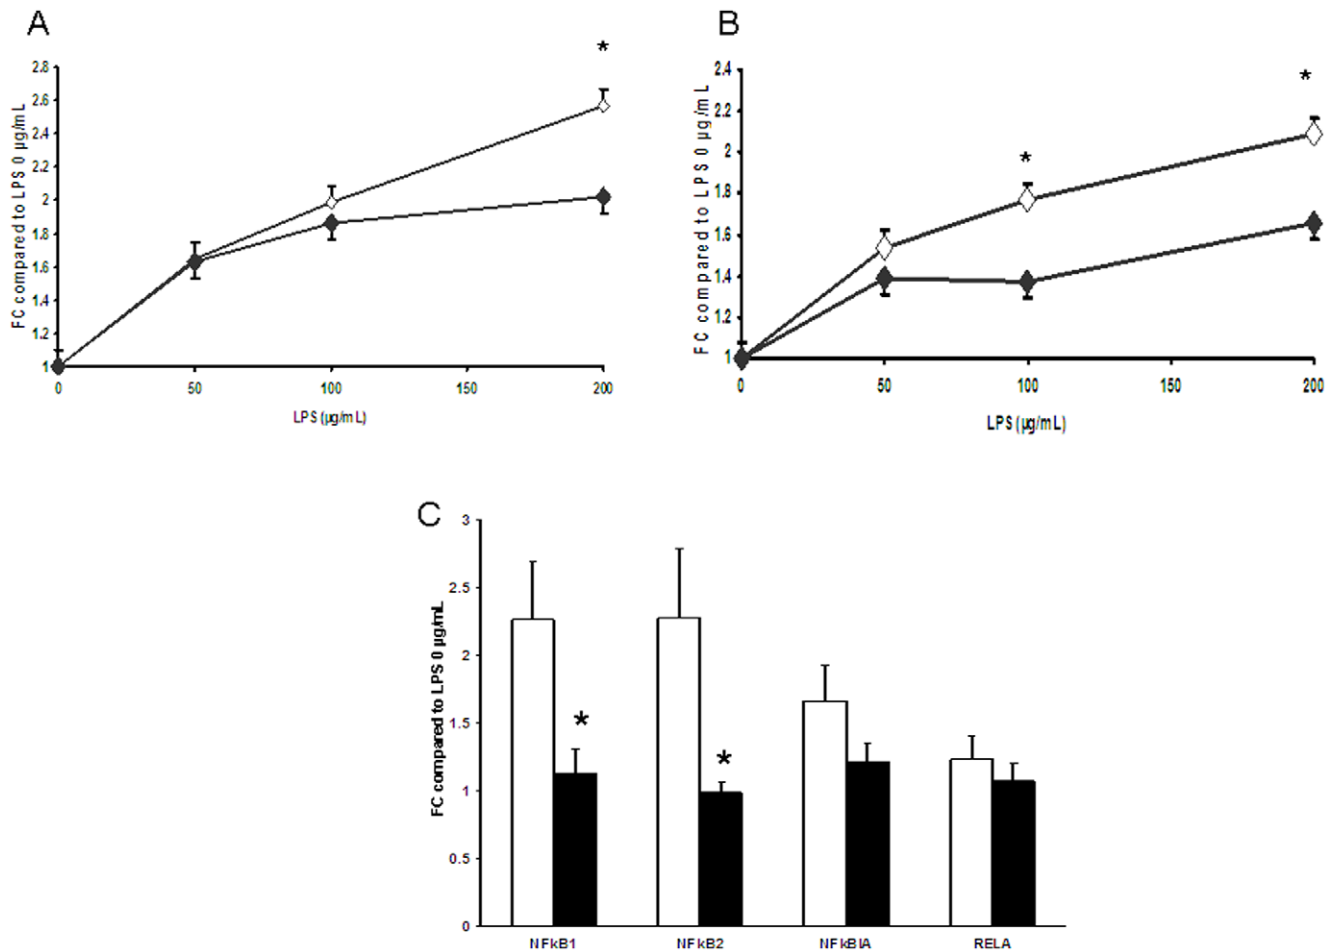 A
*
FC compared to LPS 0 µg/mL
2.8
2.6
2.4
2.2
2
1.8
1.6
1.4
1.2
1
0 50 100 150 200
LPS (µg/mL)
B
*
*
FC compared to LPS 0 µg/mL
2.4
2.2
2
1.8
1.6
1.4
1.2
1
0 50 100 150 200
LPS (µg/mL)
C
FC compared to LPS 0 µg/mL
3
2.5
2
1.5
1
0.5
0
*
*
NFkB1 NFkB2 NFkBIA RELA